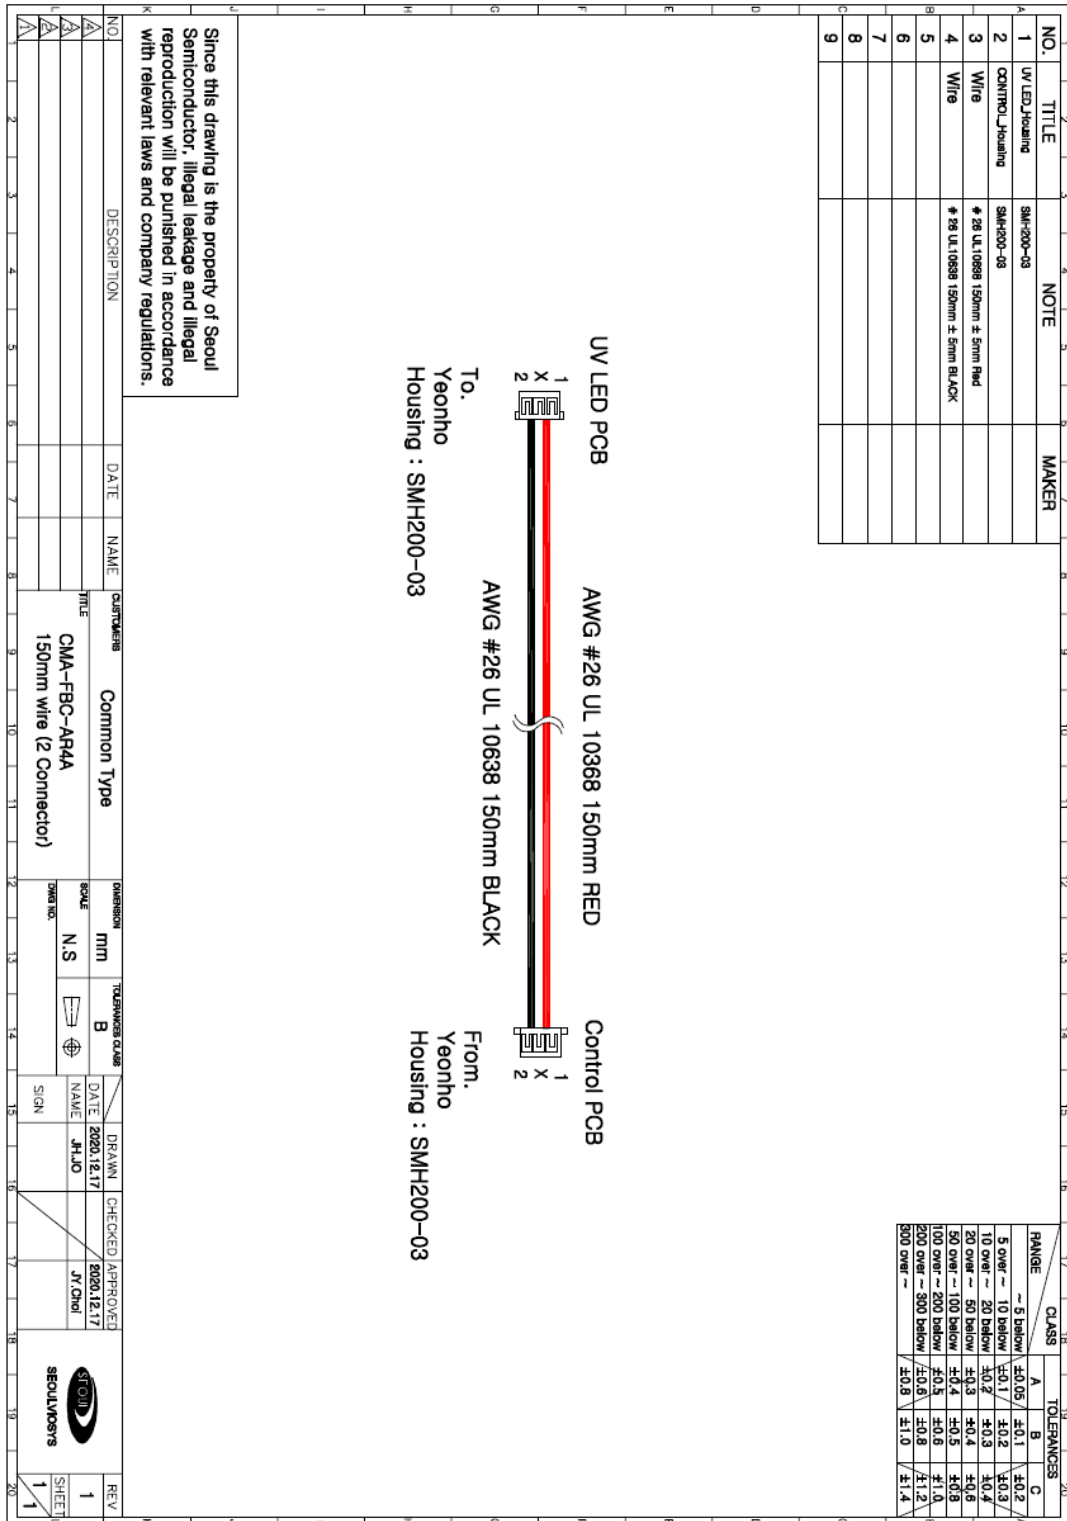 NO. TITLE NOTE MAKER
1 UV LED_Housing SMH200-03
2 CONTROL_Housing SMH200-03
3 Wire # 26 UL10698 150mm ± 5mm Red
4 Wire # 26 UL10638 150mm ± 5mm BLACK
5
6
7
8
9
RANGE CLASS TOLERANCES
A B C
~ 5 below ±0.05 ±0.1 ±0.2
5 over ~ 10 below ±0.1 ±0.2 ±0.3
10 over ~ 20 below ±0.2 ±0.3 ±0.4
20 over ~ 50 below ±0.3 ±0.4 ±0.6
50 over ~ 100 below ±0.4 ±0.5 ±0.8
100 over ~ 200 below ±0.5 ±0.6 ±1.0
200 over ~ 300 below ±0.6 ±0.8 ±1.2
300 over ~ ±0.8 ±1.0 ±1.4
UV LED PCB
AWG #26 UL 10368 150mm RED
Control PCB
1
X
2
1
X
2
AWG #26 UL 10638 150mm BLACK
To.
Yeonho
Housing : SMH200-03
From.
Yeonho
Housing : SMH200-03
Since this drawing is the property of Seoul
Semiconductor, illegal leakage and illegal
reproduction will be punished in accordance
with relevant laws and company regulations.
NO. DESCRIPTION DATE NAME
4
3
2
1
CUSTOMERS
Common Type
TITLE
CMA-FBC-AR4A
150mm wire (2 Connector)
DIMENSION
mm
TOLERANCES CLASS
B
SCALE
N.S
DWG NO.
DRAWN CHECKED APPROVED
DATE 2020.12.17 2020.12.17
NAME JH.JO JY.Choi
SIGN
SEOUL
SEOULVIOSYS
REV
1
SHEET
1
1